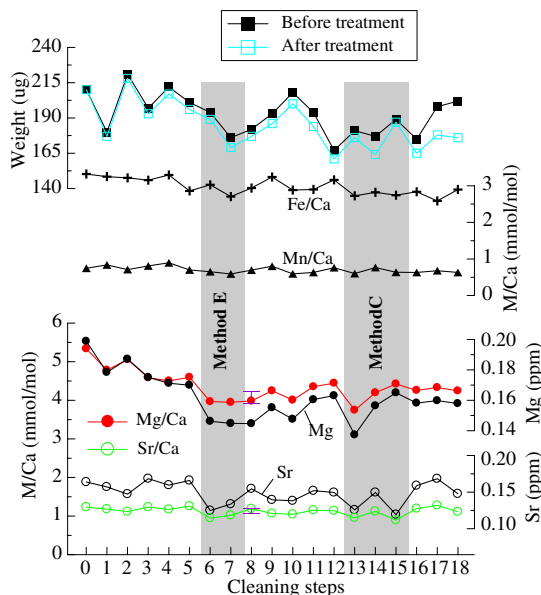 Before treatment
After treatment
240
215
190
165
140
Weight (ug)
Fe/Ca
Mn/Ca
3
2
1
0
M/Ca (mmol/mol)
Method E
MethodC
6
5
4
3
2
1
0
M/Ca (mmol/mol)
Mg/Ca
Sr/Ca
Mg
Sr
0.20
0.18
0.16
0.14
Mg (ppm)
0.20
0.15
0.10
Sr (ppm)
0 1 2 3 4 5 6 7 8 9 10 11 12 13 14 15 16 17 18
Cleaning steps